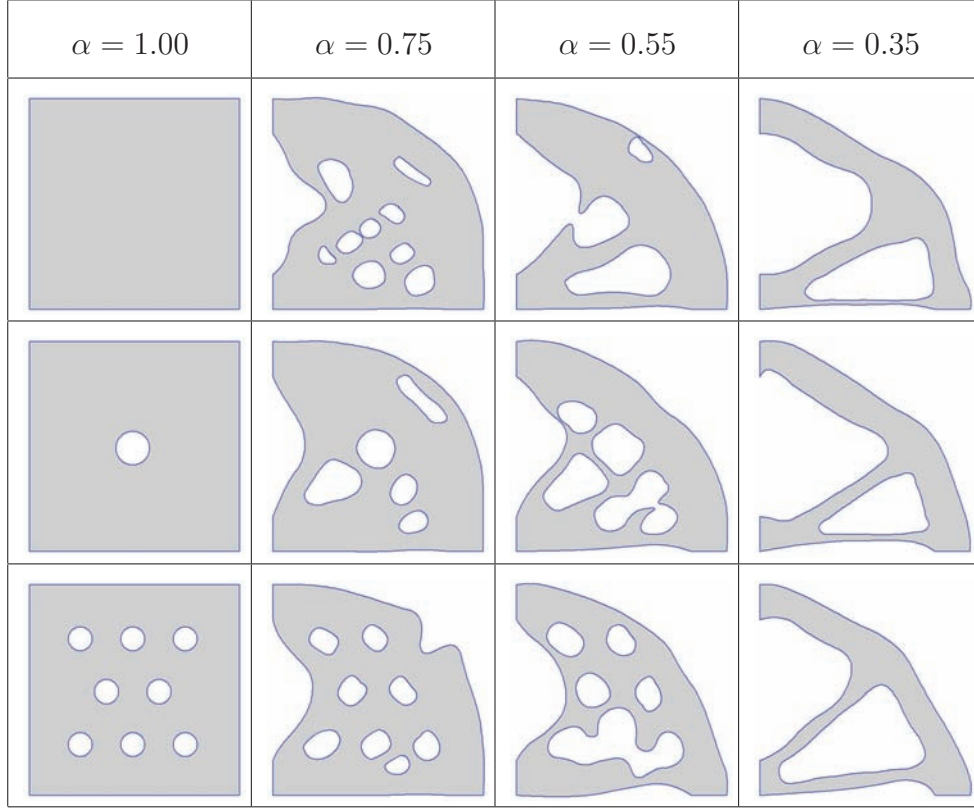 α = 1.00 α = 0.75 α = 0.55 α = 0.35